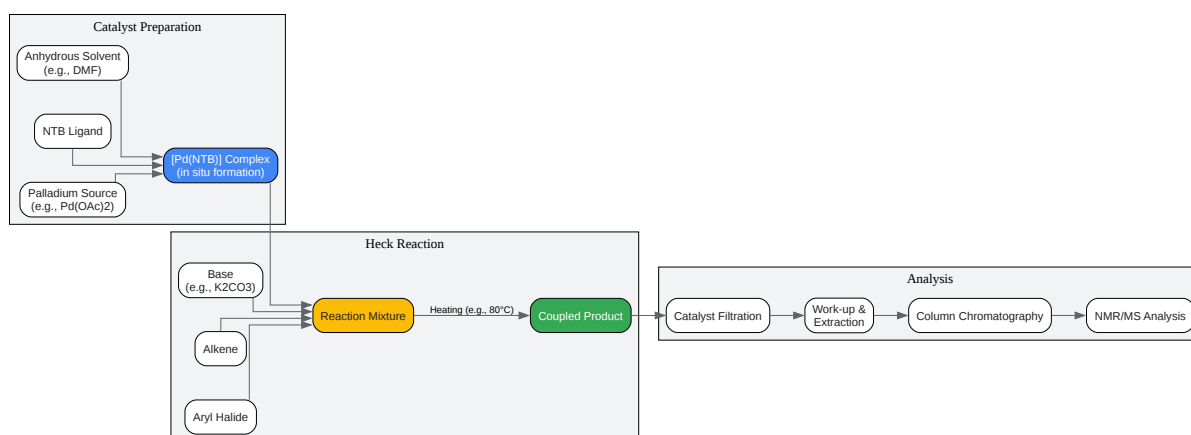 Catalyst Preparation
Anhydrous Solvent
(e.g., DMF)
NTB Ligand
[Pd(NTB)] Complex
(in situ formation)
Palladium Source
(e.g., Pd(OAc)2)
Heck Reaction
Base
(e.g., K2CO3)
Reaction Mixture
Heating (e.g., 80°C)
Coupled Product
Alkene
Aryl Halide
Analysis
Catalyst Filtration
Work-up &
Extraction
Column Chromatography
NMR/MS Analysis